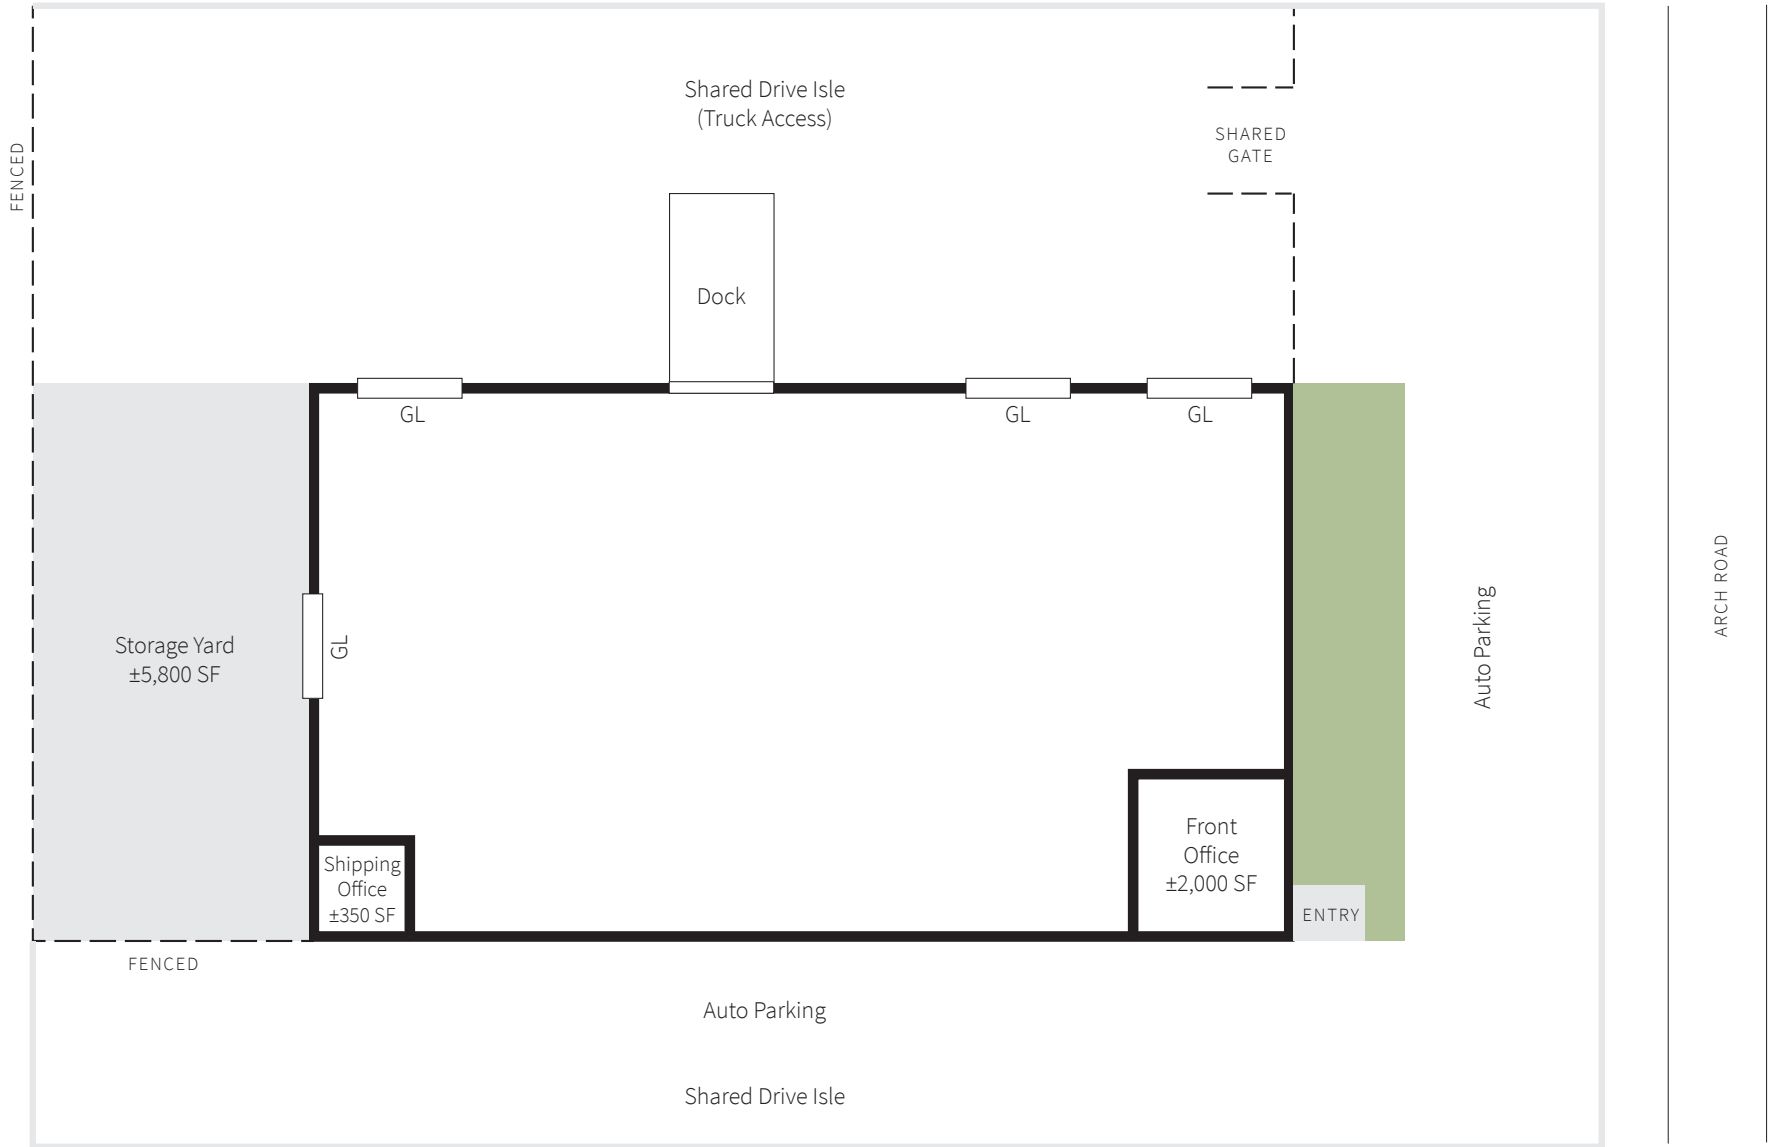 Shared Drive Isle
(Truck Access)
SHARED
GATE
FENCED
Dock
GL
GL
GL
GL
Storage Yard
±5,800 SF
ARCH ROAD
Auto Parking
Front
Office
±2,000 SF
Shipping
Office
±350 SF
ENTRY
FENCED
Auto Parking
Shared Drive Isle